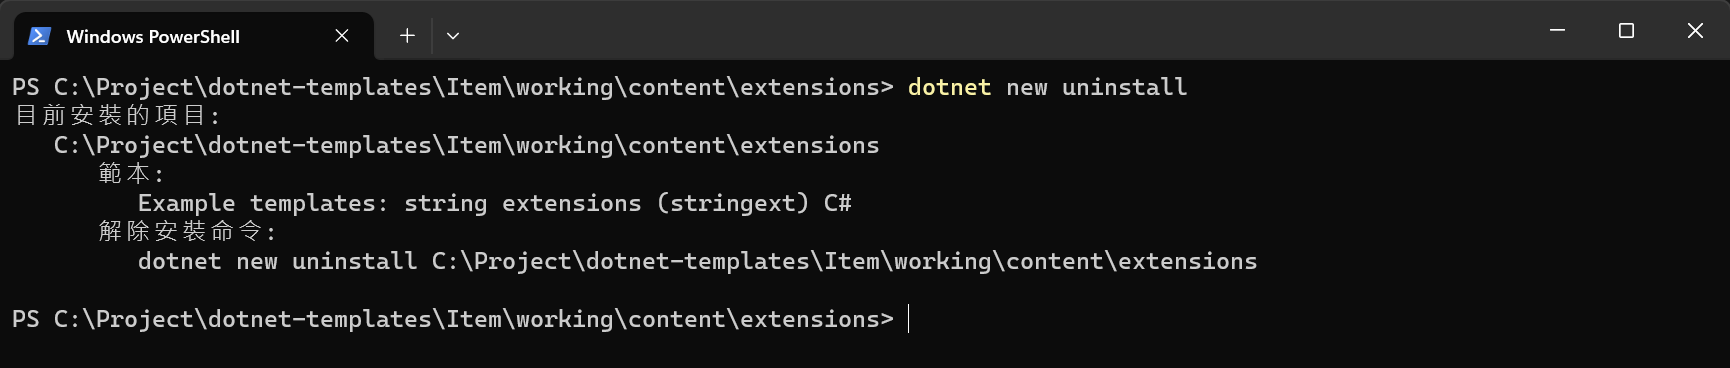 Windows PowerShell
PS C:\Project\dotnet-templates\Item\working\content\extensions> dotnet new uninstall
目前安裝的項目:
   C:\Project\dotnet-templates\Item\working\content\extensions
      範本:
         Example templates: string extensions (stringext) C#
      解除安裝命令:
         dotnet new uninstall C:\Project\dotnet-templates\Item\working\content\extensions
PS C:\Project\dotnet-templates\Item\working\content\extensions>